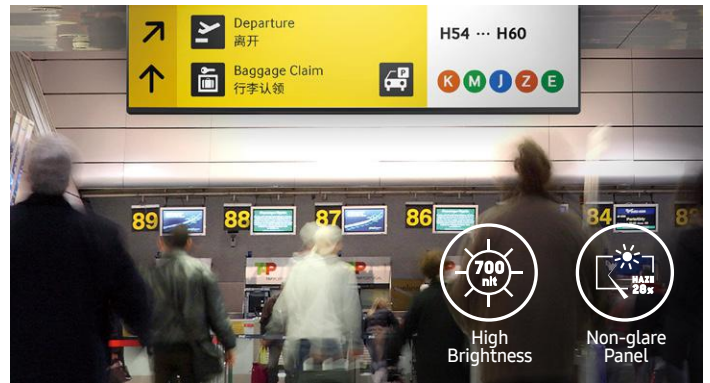 Departure
离开
H54 ··· H60
Baggage Claim
行李认领
P
K M J Z E
89
88
87
86
84
TP
700
nit
HAZE
28%
High
Brightness
Non-glare
Panel